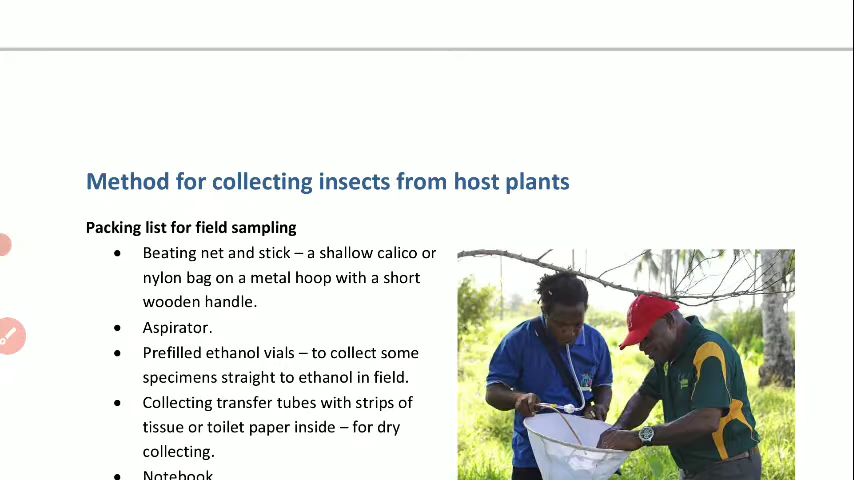 Method for collecting insects from host plants
Packing list for field sampling
• Beating net and stick – a shallow calico or
nylon bag on a metal hoop with a short
wooden handle.
• Aspirator.
• Prefilled ethanol vials – to collect some
specimens straight to ethanol in field.
• Collecting transfer tubes with strips of
tissue or toilet paper inside – for dry
collecting.
• Notebook